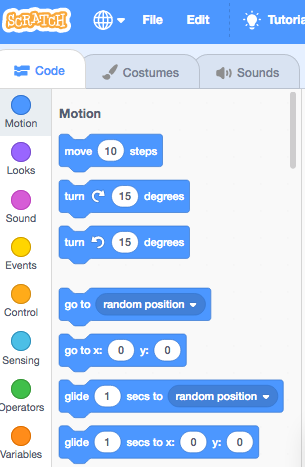 SCRATCH File Edit Tutoria
Code Costumes Sounds
Motion
Looks
Sound
Events
Control
Sensing
Operators
Variables
Motion
move 10 steps
turn 15 degrees
turn 15 degrees
go to random position
go to x: 0 y: 0
glide 1 secs to random position
glide 1 secs to x: 0 y: 0